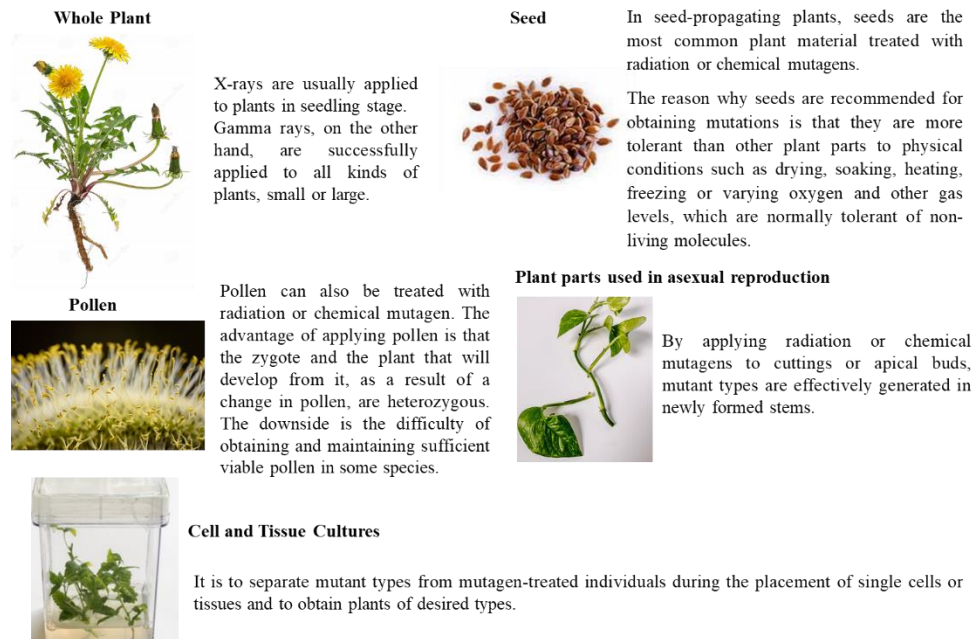 Whole Plant
X-rays are usually applied
to plants in seedling stage.
Gamma rays, on the other
hand, are successfully
applied to all kinds of
plants, small or large.
Seed
In seed-propagating plants, seeds are the
most common plant material treated with
radiation or chemical mutagens.
The reason why seeds are recommended for
obtaining mutations is that they are more
tolerant than other plant parts to physical
conditions such as drying, soaking, heating,
freezing or varying oxygen and other gas
levels, which are normally tolerant of non-
living molecules.
Pollen
Pollen can also be treated with
radiation or chemical mutagen. The
advantage of applying pollen is that
the zygote and the plant that will
develop from it, as a result of a
change in pollen, are heterozygous.
The downside is the difficulty of
obtaining and maintaining sufficient
viable pollen in some species.
Plant parts used in asexual reproduction
By applying radiation or chemical
mutagens to cuttings or apical buds,
mutant types are effectively generated in
newly formed stems.
Cell and Tissue Cultures
It is to separate mutant types from mutagen-treated individuals during the placement of single cells or
tissues and to obtain plants of desired types.